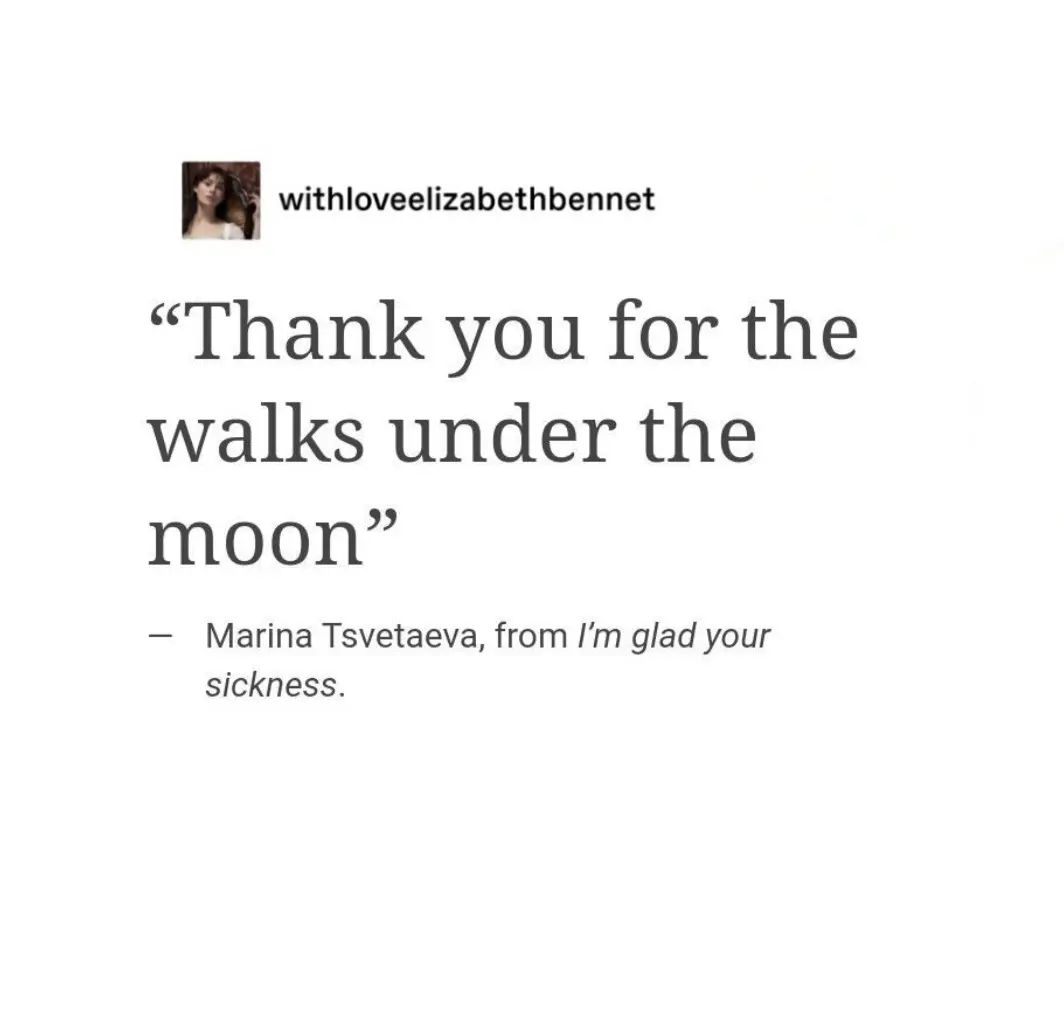 withloveelizabethbennet
“Thank you for the
walks under the
moon”
— Marina Tsvetaeva, from I’m glad your
sickness.